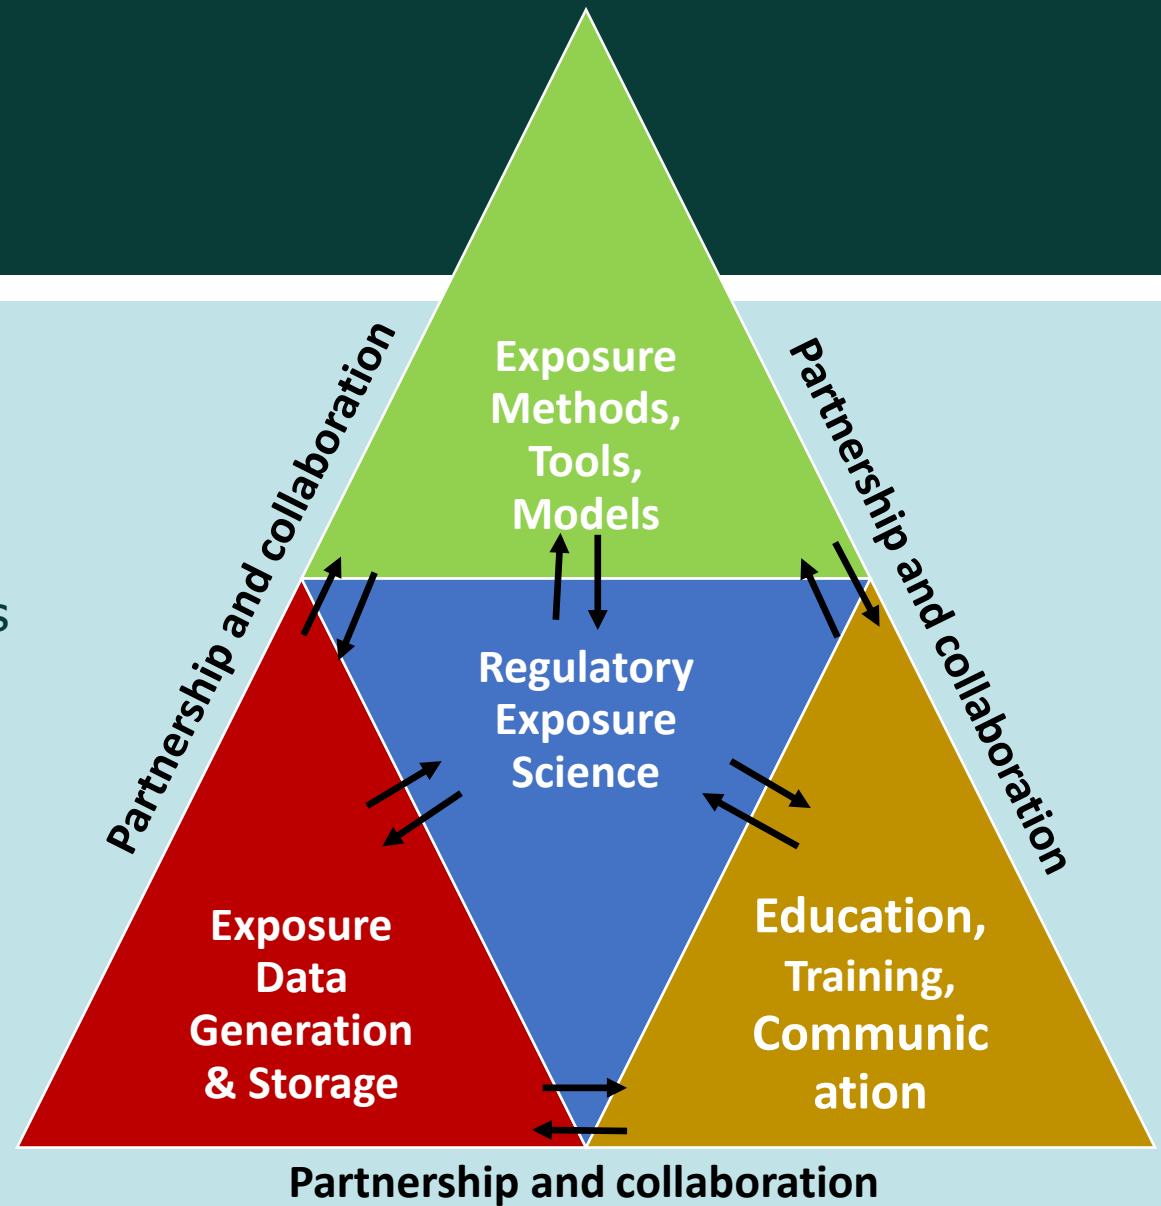 Exposure
Methods,
Tools,
Models
Partnership and collaboration
Partnership and collaboration
s
Regulatory
Exposure
Science
Exposure
Data
Generation
& Storage
Education,
Training,
Communic
ation
Partnership and collaboration